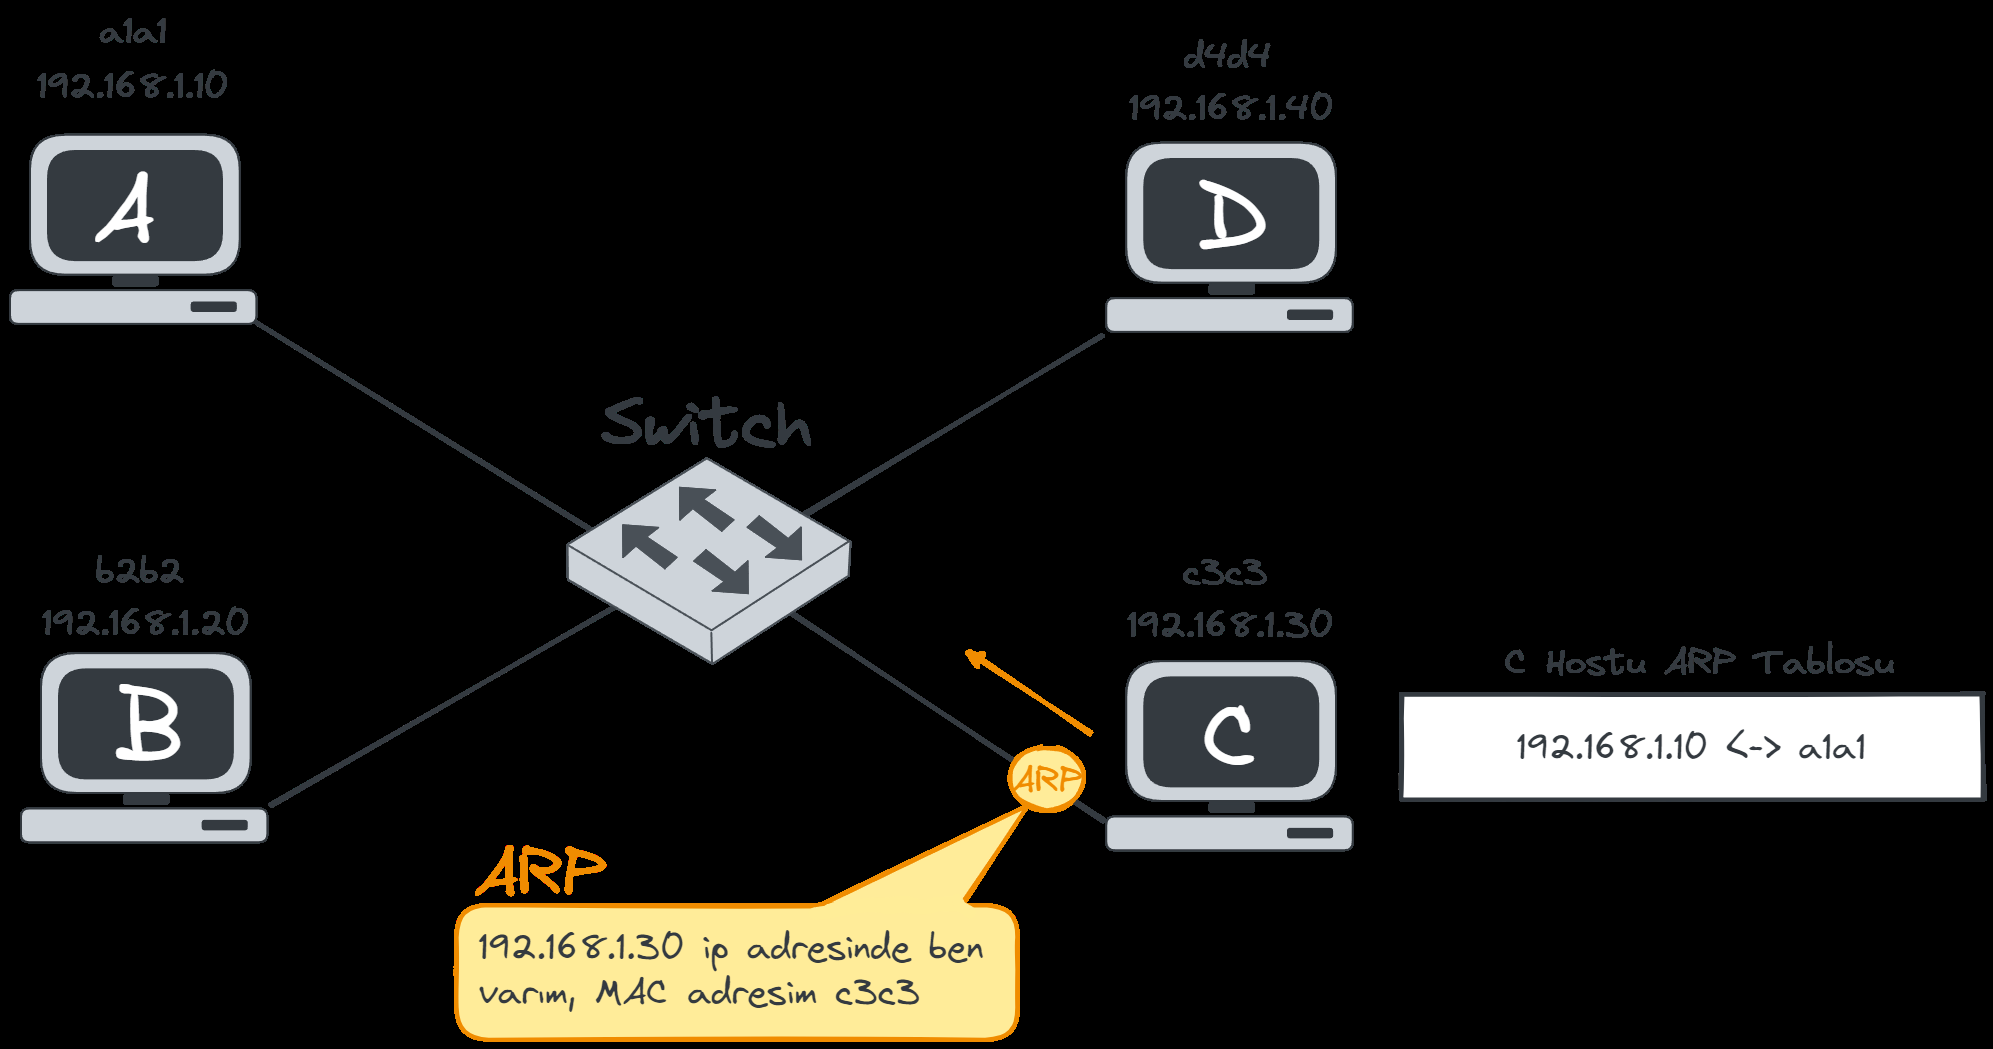 a1a1
192.168.1.10
A
d4d4
192.168.1.40
D
Switch
b2b2
192.168.1.20
B
c3c3
192.168.1.30
C
C Hostu ARP Tablosu
192.168.1.10 <-> a1a1
ARP
ARP
192.168.1.30 ip adresinde ben
varım, MAC adresim c3c3